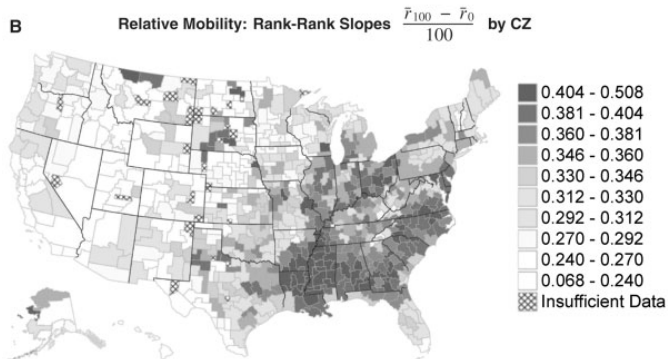 B Relative Mobility: Rank-Rank Slopes r̄100 − r̄0 / 100 by CZ
0.404 - 0.508
0.381 - 0.404
0.360 - 0.381
0.346 - 0.360
0.330 - 0.346
0.312 - 0.330
0.292 - 0.312
0.270 - 0.292
0.240 - 0.270
0.068 - 0.240
Insufficient Data